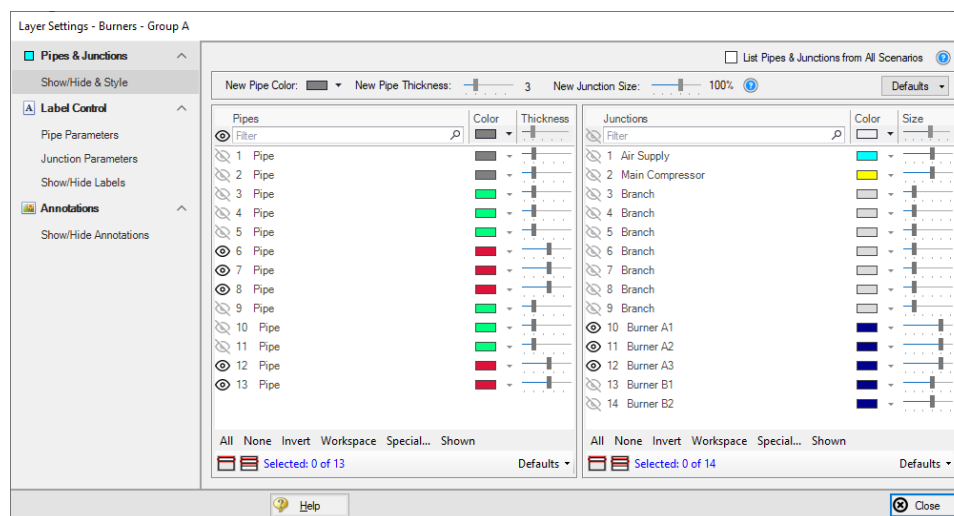 Layer Settings - Burners - Group A
Pipes & Junctions
Show/Hide & Style
Label Control
Pipe Parameters
Junction Parameters
Show/Hide Labels
Annotations
Show/Hide Annotations
List Pipes & Junctions from All Scenarios
New Pipe Color: New Pipe Thickness: 3 New Junction Size: 100% Defaults
Pipes Color Thickness
Filter
1 Pipe
2 Pipe
3 Pipe
4 Pipe
5 Pipe
6 Pipe
7 Pipe
8 Pipe
9 Pipe
10 Pipe
11 Pipe
12 Pipe
13 Pipe
All None Invert Workspace Special... Shown
Selected: 0 of 13 Defaults
Junctions Color Size
Filter
1 Air Supply
2 Main Compressor
3 Branch
4 Branch
5 Branch
6 Branch
7 Branch
8 Branch
9 Branch
10 Burner A1
11 Burner A2
12 Burner A3
13 Burner B1
14 Burner B2
All None Invert Workspace Special... Shown
Selected: 0 of 14 Defaults
Help
Close